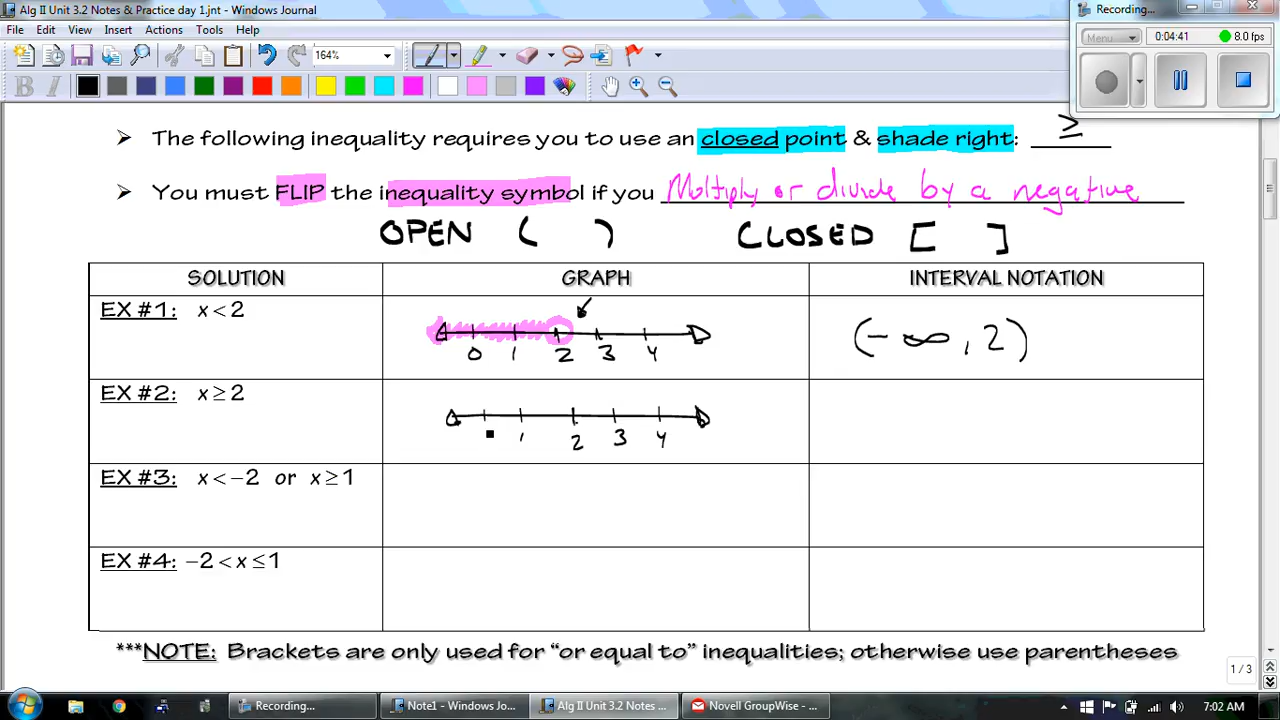 Alg II Unit 3.2 Notes & Practice day 1.jnt - Windows Journal
Recording...
File Edit View Insert Actions Tools Help
Menu 00:04:41 8.0 fps
164%
B I
➤ The following inequality requires you to use an closed point & shade right: ≥
➤ You must FLIP the inequality symbol if you Multiply or divide by a negative
OPEN ( ) CLOSED [ ]
SOLUTION GRAPH INTERVAL NOTATION
EX #1: x < 2
0 1 2 3 4
(-∞, 2)
EX #2: x ≥ 2
1 2 3 4
EX #3: x < -2 or x ≥ 1
EX #4: -2 < x ≤ 1
***NOTE: Brackets are only used for "or equal to" inequalities; otherwise use parentheses
1 / 3
Recording... Note1 - Windows Jo... Alg II Unit 3.2 Notes ... Novell GroupWise - ... 7:02 AM